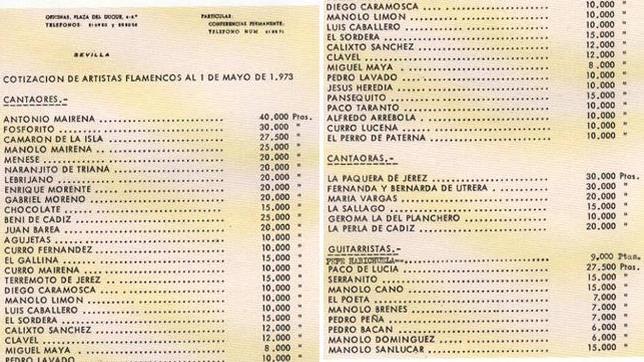 OFICINAS, PLAZA DEL DUQUE,
TELEFONOS:
PARTICULAR:
CONFERENCIAS PERMANENTE:
TELEFONO NUM
SEVILLA
COTIZACION DE ARTISTAS FLAMENCOS AL 1 DE MAYO DE 1.973
CANTAORES.-
ANTONIO MAIRENA ........ 40,000 Ptos.
FOSFORITO ........ 30,000 "
CAMARON DE LA ISLA ........ 27,500 "
MANOLO MAIRENA ........ 25,000 "
MENESE ........ 20,000 "
NARANJITO DE TRIANA ........ 20,000 "
LEBRIJANO ........ 20,000 "
ENRIQUE MORENTE ........ 20,000 "
GABRIEL MORENO ........ 20,000 "
CHOCOLATE ........ 15,000 "
BENI DE CADIZ ........ 25,000 "
JUAN BAREA ........ 20,000 "
AGUJETAS ........ 10,000 "
CURRO FERNANDEZ ........ 10,000 "
EL GALLINA ........ 15,000 "
CURRO MAIRENA ........ 10,000 "
TERREMOTO DE JEREZ ........ 15,000 "
DIEGO CARAMOSCA ........ 10,000 "
MANOLO LIMON ........ 10,000 "
LUIS CABALLERO ........ 10,000 "
EL SORDERA ........ 15,000 "
CALIXTO SANCHEZ ........ 12,000 "
CLAVEL ........ 12,000 "
MIGUEL MAYA ........ 8,000 "
PEDRO LAVADO ........ 10,000 "
DIEGO CARAMOSCA ........ 10,000 "
MANOLO LIMON ........ 10,000 "
LUIS CABALLERO ........ 10,000 "
EL SORDERA ........ 15,000 "
CALIXTO SANCHEZ ........ 12,000 "
CLAVEL ........ 12,000 "
MIGUEL MAYA ........ 8,000 "
PEDRO LAVADO ........ 10,000 "
JESUS HEREDIA ........ 10,000 "
PANSEQUITO ........ 15,000 "
PACO TARANTO ........ 10,000 "
ALFREDO ARREBOLA ........ 10,000 "
CURRO LUCENA ........ 10,000 "
EL PERRO DE PATERNA ........ 10,000 "
CANTAORAS.-
LA PAQUERA DE JEREZ ........ 30,000 Ptos.
FERNANDA Y BERNARDA DE UTRERA ........ 30,000 "
MARIA VARGAS ........ 20,000 "
LA SALLAGO ........ 15,000 "
GEROMA LA DEL PLANCHERO ........ 10,000 "
LA PERLA DE CADIZ ........ 20,000 "
GUITARRISTAS.-
PEPE HABICHUELA ........ 9,000 Ptas.
PACO DE LUCIA ........ 27,500 Ptos.
SERRANITO ........ 15,000 "
MANOLO CANO ........ 15,000 "
EL POETA ........ 7,000 "
MANOLO BRENES ........ 7,000 "
PEDRO PEÑA ........ 7,000 "
PEDRO BACAN ........ 6,000 "
MANOLO DOMINGUEZ ........ 6,000 "
MANOLO SANLUCAR ........ 15,000 "